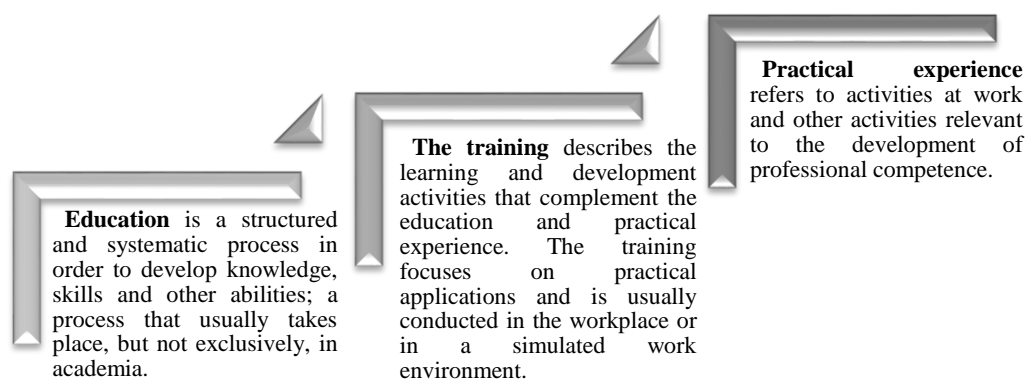 Education is a structured
and systematic process in
order to develop knowledge,
skills and other abilities; a
process that usually takes
place, but not exclusively, in
academia.
The training describes the
learning and development
activities that complement the
education and practical
experience. The training
focuses on practical
applications and is usually
conducted in the workplace or
in a simulated work
environment.
Practical experience
refers to activities at work
and other activities relevant
to the development of
professional competence.